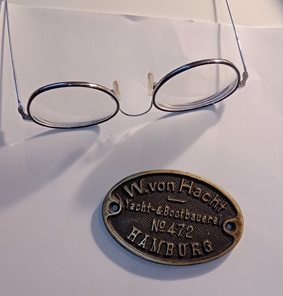 W. von Hacht
Yacht-&Bootbauerei
No 472
HAMBURG